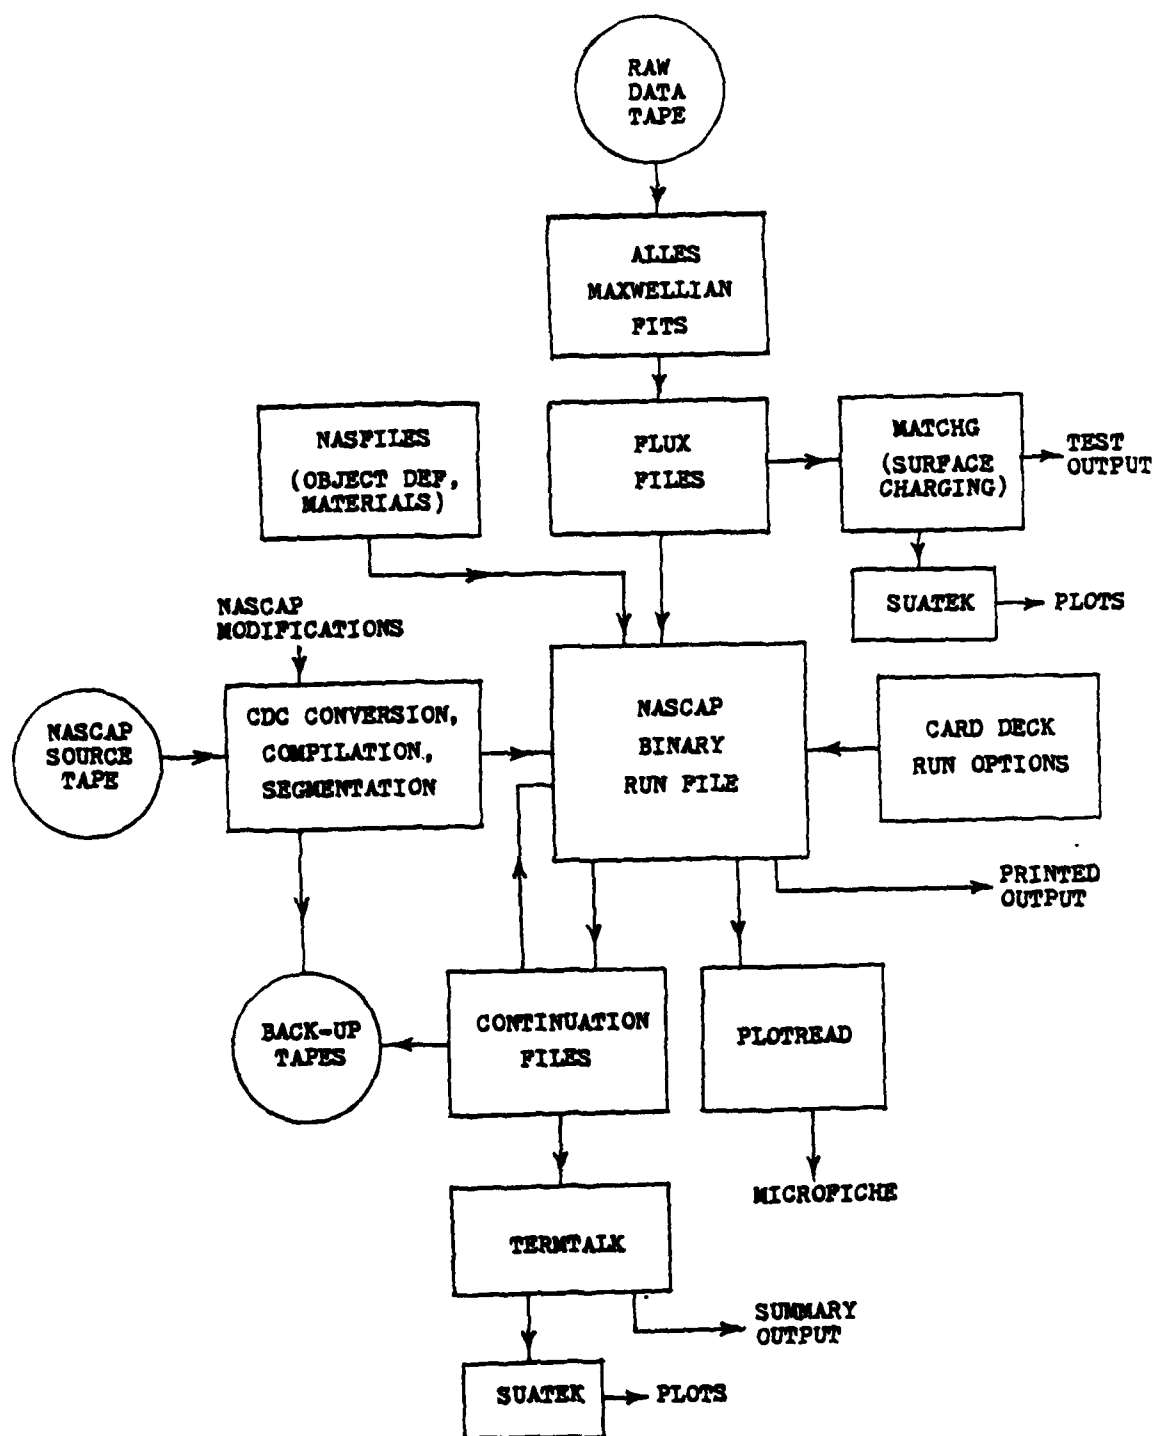 RAW
DATA
TAPE
ALLES
MAXWELLIAN
FITS
NASFILES
(OBJECT DEF,
MATERIALS)
FLUX
FILES
MATCHG
(SURFACE
CHARGING)
TEST
OUTPUT
SUATEK
PLOTS
NASCAP
MODIFICATIONS
NASCAP
SOURCE
TAPE
CDC CONVERSION,
COMPILATION,
SEGMENTATION
NASCAP
BINARY
RUN FILE
CARD DECK
RUN OPTIONS
PRINTED
OUTPUT
BACK-UP
TAPES
CONTINUATION
FILES
PLOTREAD
MICROFICHE
TERMTALK
SUMMARY
OUTPUT
SUATEK
PLOTS